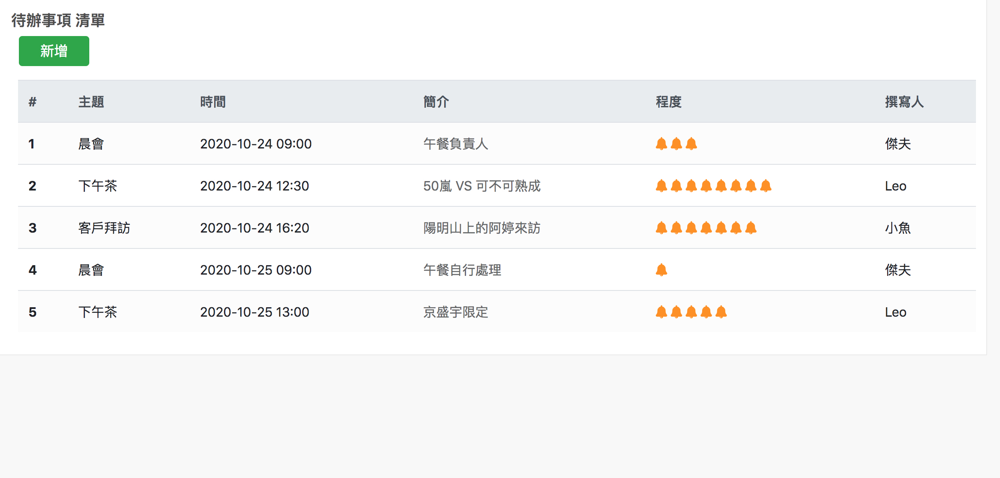 待辦事項 清單
新增
# 主題 時間 簡介 程度 撰寫人
1 晨會 2020-10-24 09:00 午餐負責人 傑夫
2 下午茶 2020-10-24 12:30 50嵐 VS 可不可熟成 Leo
3 客戶拜訪 2020-10-24 16:20 陽明山上的阿婷來訪 小魚
4 晨會 2020-10-25 09:00 午餐自行處理 傑夫
5 下午茶 2020-10-25 13:00 京盛宇限定 Leo